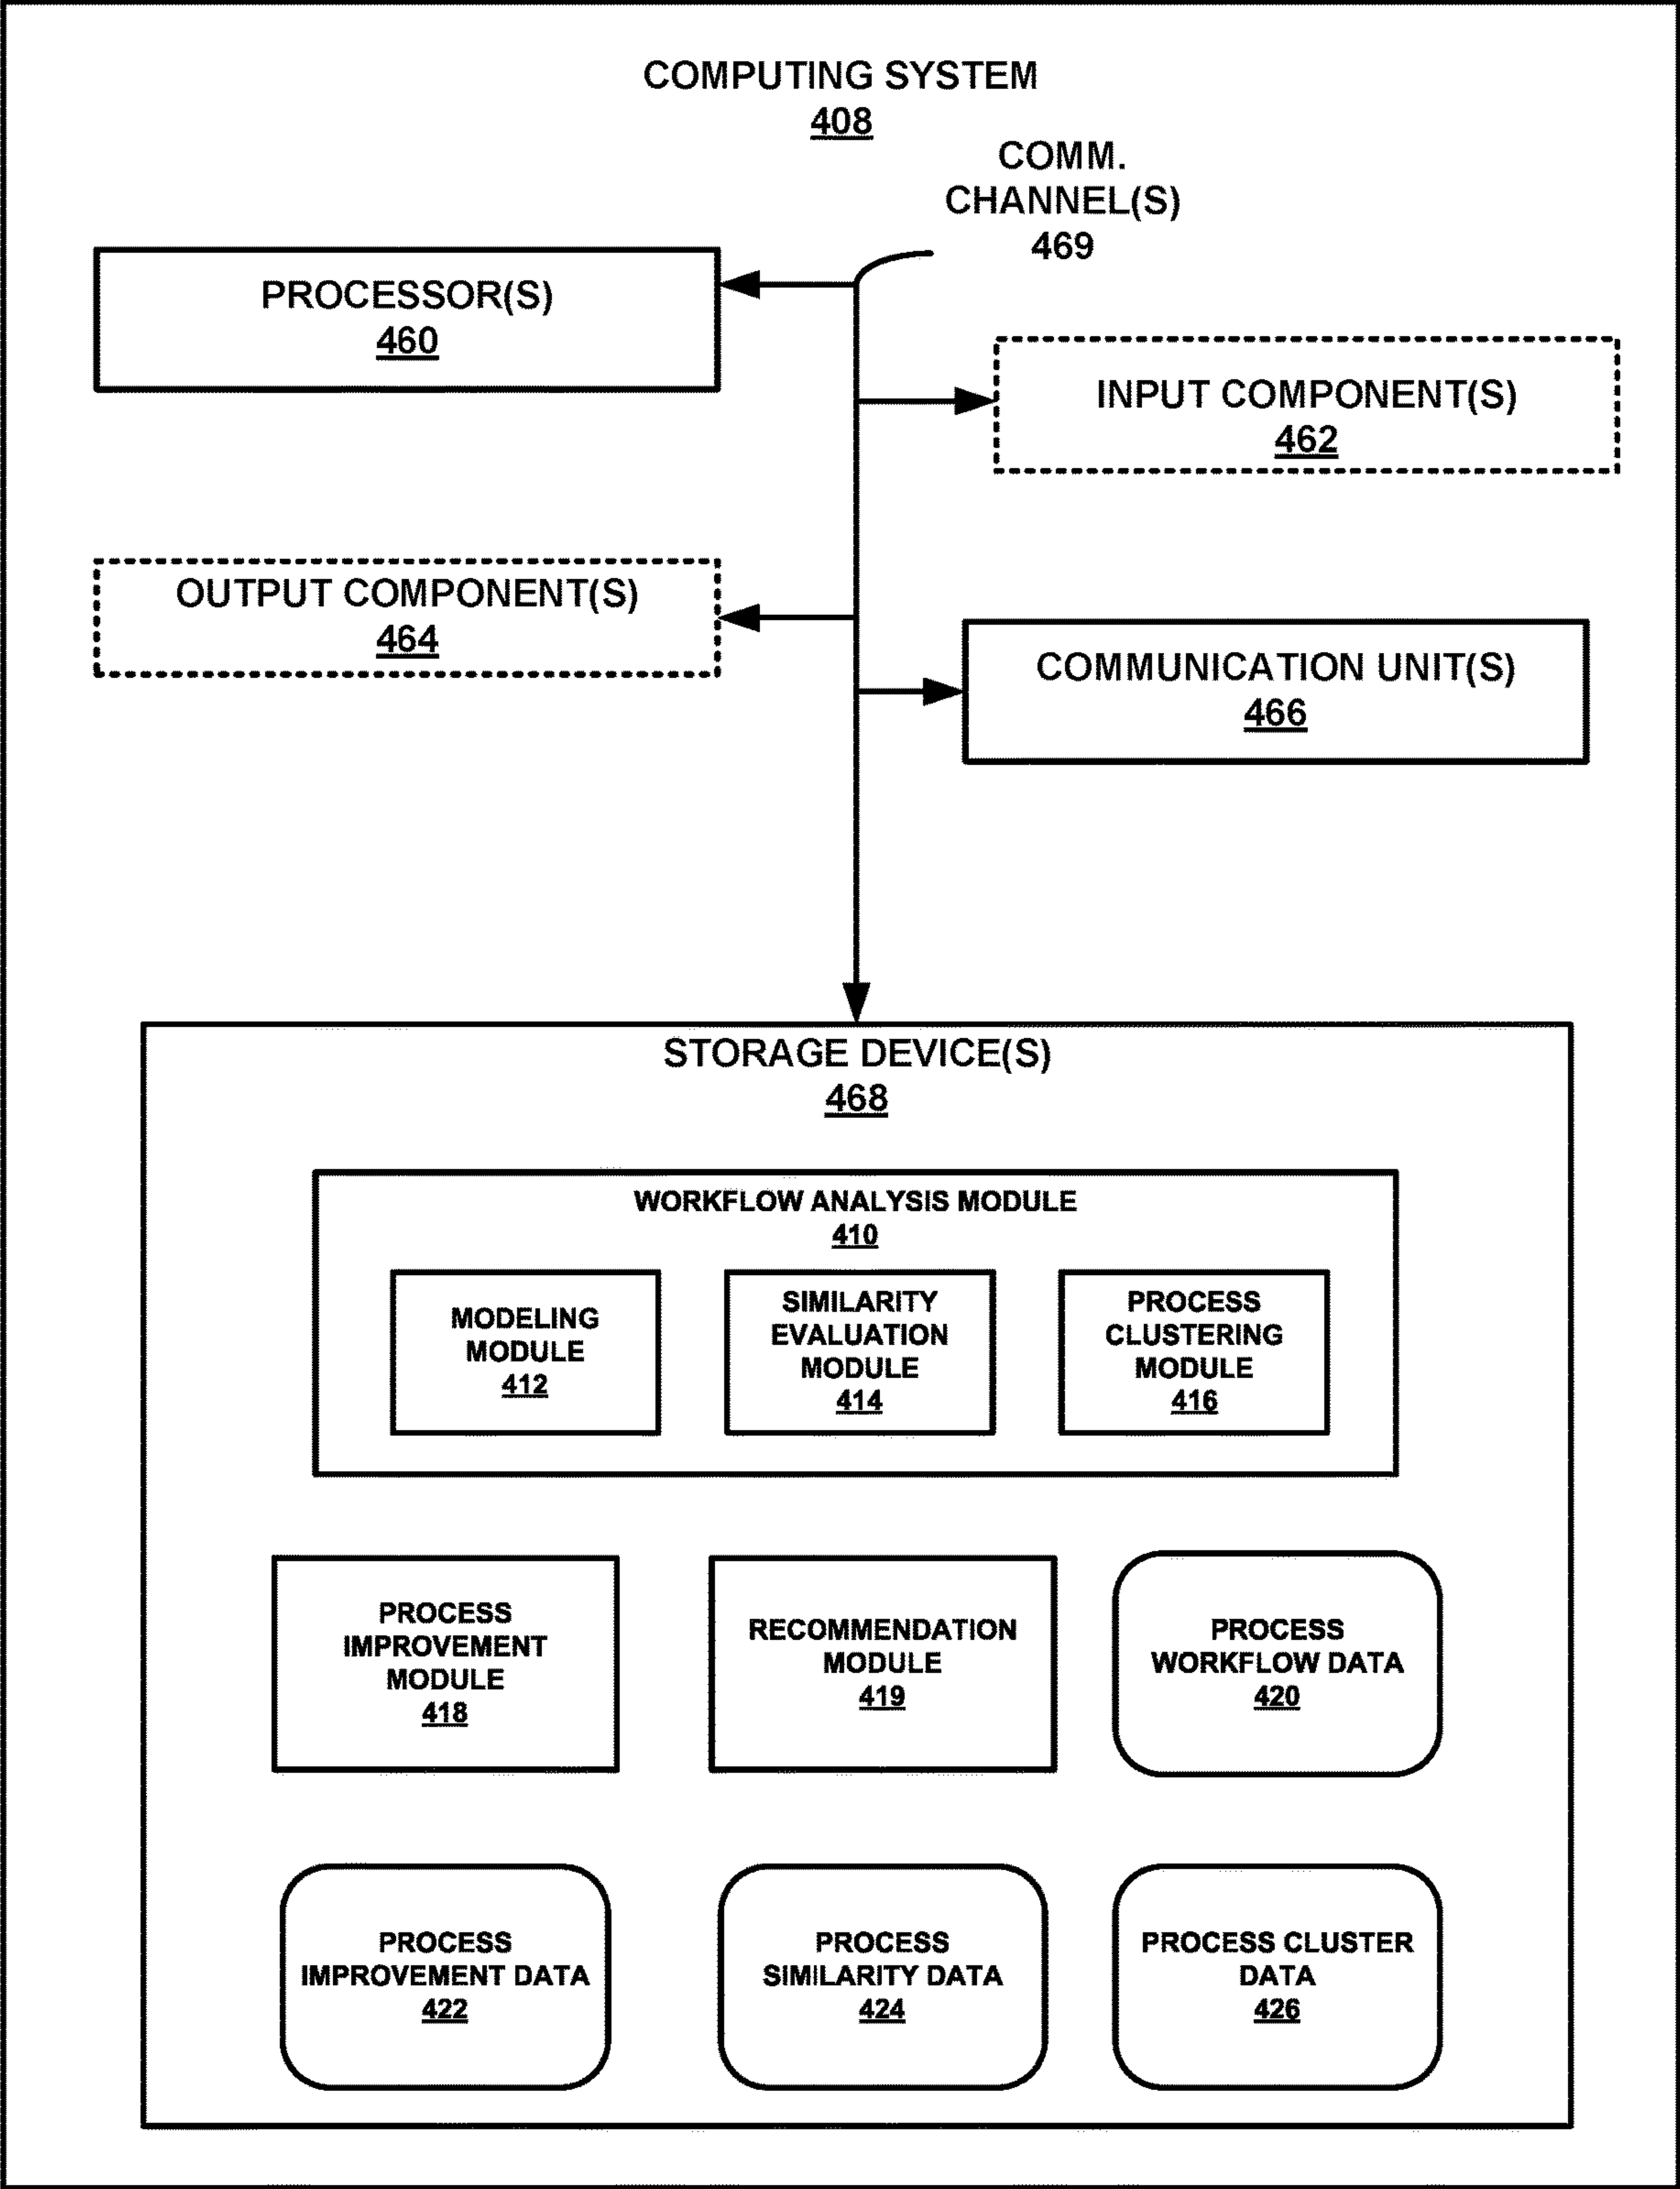 COMPUTING SYSTEM
408
COMM.
CHANNEL(S)
469
PROCESSOR(S)
460
INPUT COMPONENT(S)
462
OUTPUT COMPONENT(S)
464
COMMUNICATION UNIT(S)
466
STORAGE DEVICE(S)
468
WORKFLOW ANALYSIS MODULE
410
MODELING
MODULE
412
SIMILARITY
EVALUATION
MODULE
414
PROCESS
CLUSTERING
MODULE
416
PROCESS
IMPROVEMENT
MODULE
418
RECOMMENDATION
MODULE
419
PROCESS
WORKFLOW DATA
420
PROCESS
IMPROVEMENT DATA
422
PROCESS
SIMILARITY DATA
424
PROCESS CLUSTER
DATA
426